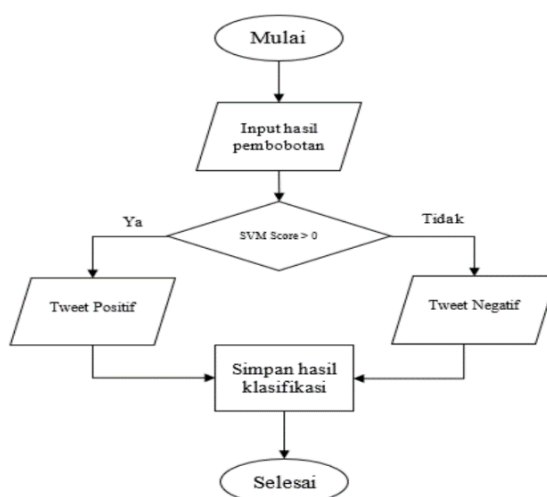 Mulai
Input hasil
pembobotan
SVM Score > 0
Ya
Tidak
Tweet Positif
Tweet Negatif
Simpan hasil
klasifikasi
Selesai